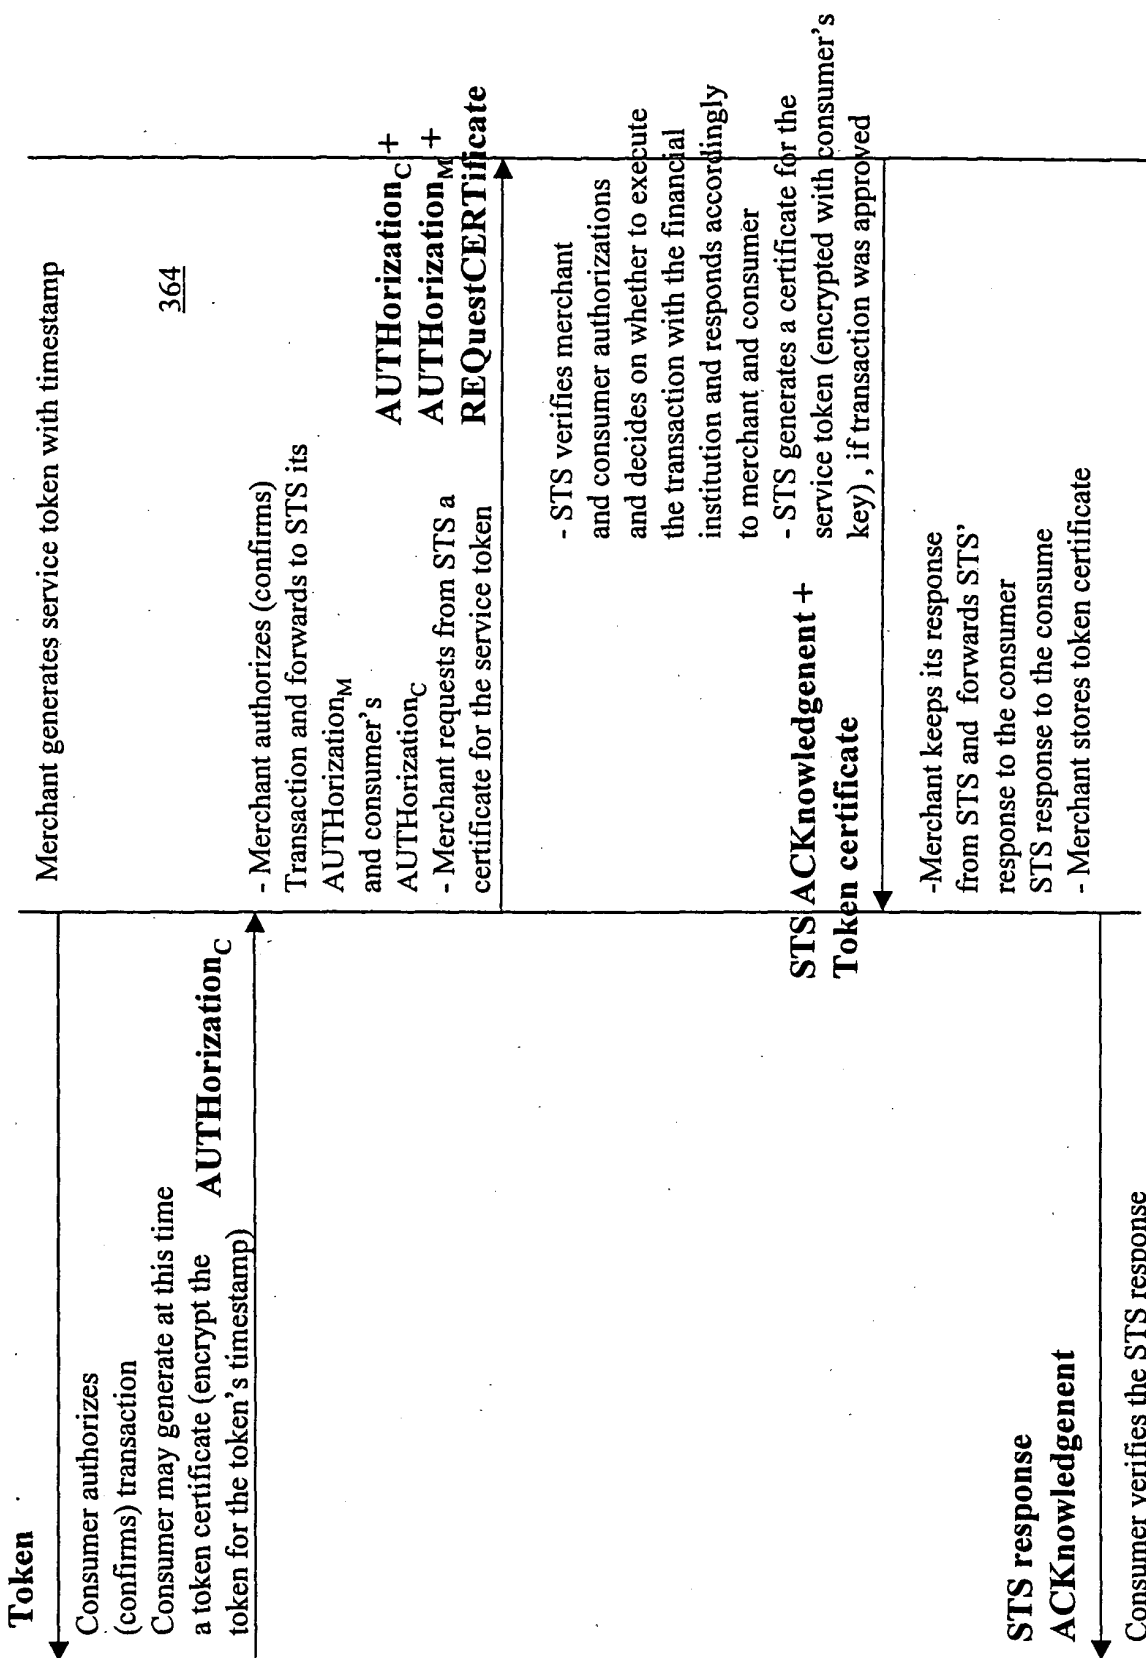 Merchant generates service token with timestamp
364
Token
Consumer authorizes
(confirms) transaction
Consumer may generate at this time
a token certificate (encrypt the
token for the token's timestamp)
AUTHorizationC
- Merchant authorizes (confirms)
Transaction and forwards to STS its
AUTHorizationM
and consumer's
AUTHorizationC
- Merchant requests from STS a
certificate for the service token
AUTHorizationC +
AUTHorizationM +
REQuestCERTificate
- STS verifies merchant
and consumer authorizations
and decides on whether to execute
the transaction with the financial
institution and responds accordingly
to merchant and consumer
- STS generates a certificate for the
service token (encrypted with consumer's
key) , if transaction was approved
STS ACKnowledgenent +
Token certificate
-Merchant keeps its response
from STS and forwards STS'
response to the consumer
STS response to the consume
- Merchant stores token certificate
STS response
ACKnowledgenent
Consumer verifies the STS response